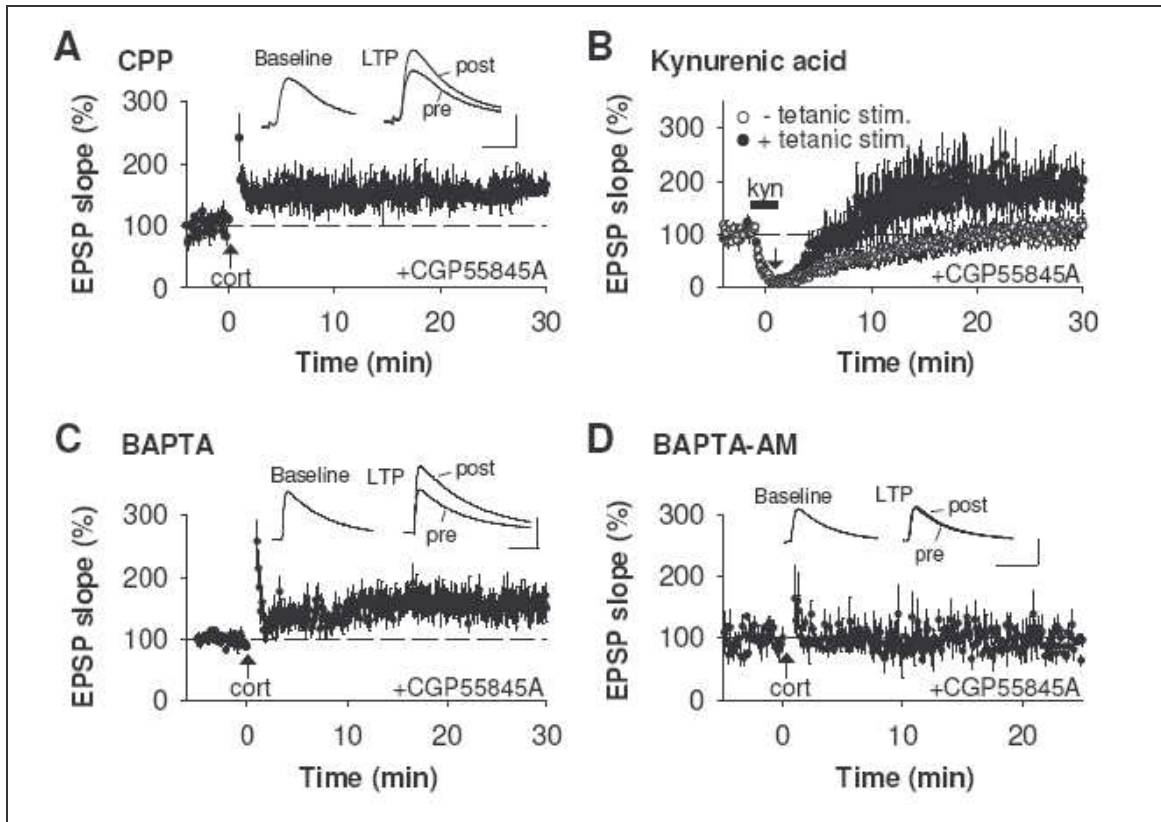 A
CPP
Baseline
LTP
post
pre
300
200
100
0
EPSP slope (%)
cort
+CGP55845A
0
10
20
30
Time (min)
B
Kynurenic acid
- tetanic stim.
+ tetanic stim.
kyn
300
200
100
0
EPSP slope (%)
+CGP55845A
0
10
20
30
Time (min)
C
BAPTA
Baseline
LTP
post
pre
300
200
100
0
EPSP slope (%)
cort
+CGP55845A
0
10
20
30
Time (min)
D
BAPTA-AM
Baseline
LTP
post
pre
300
200
100
0
EPSP slope (%)
cort
+CGP55845A
0
10
20
Time (min)